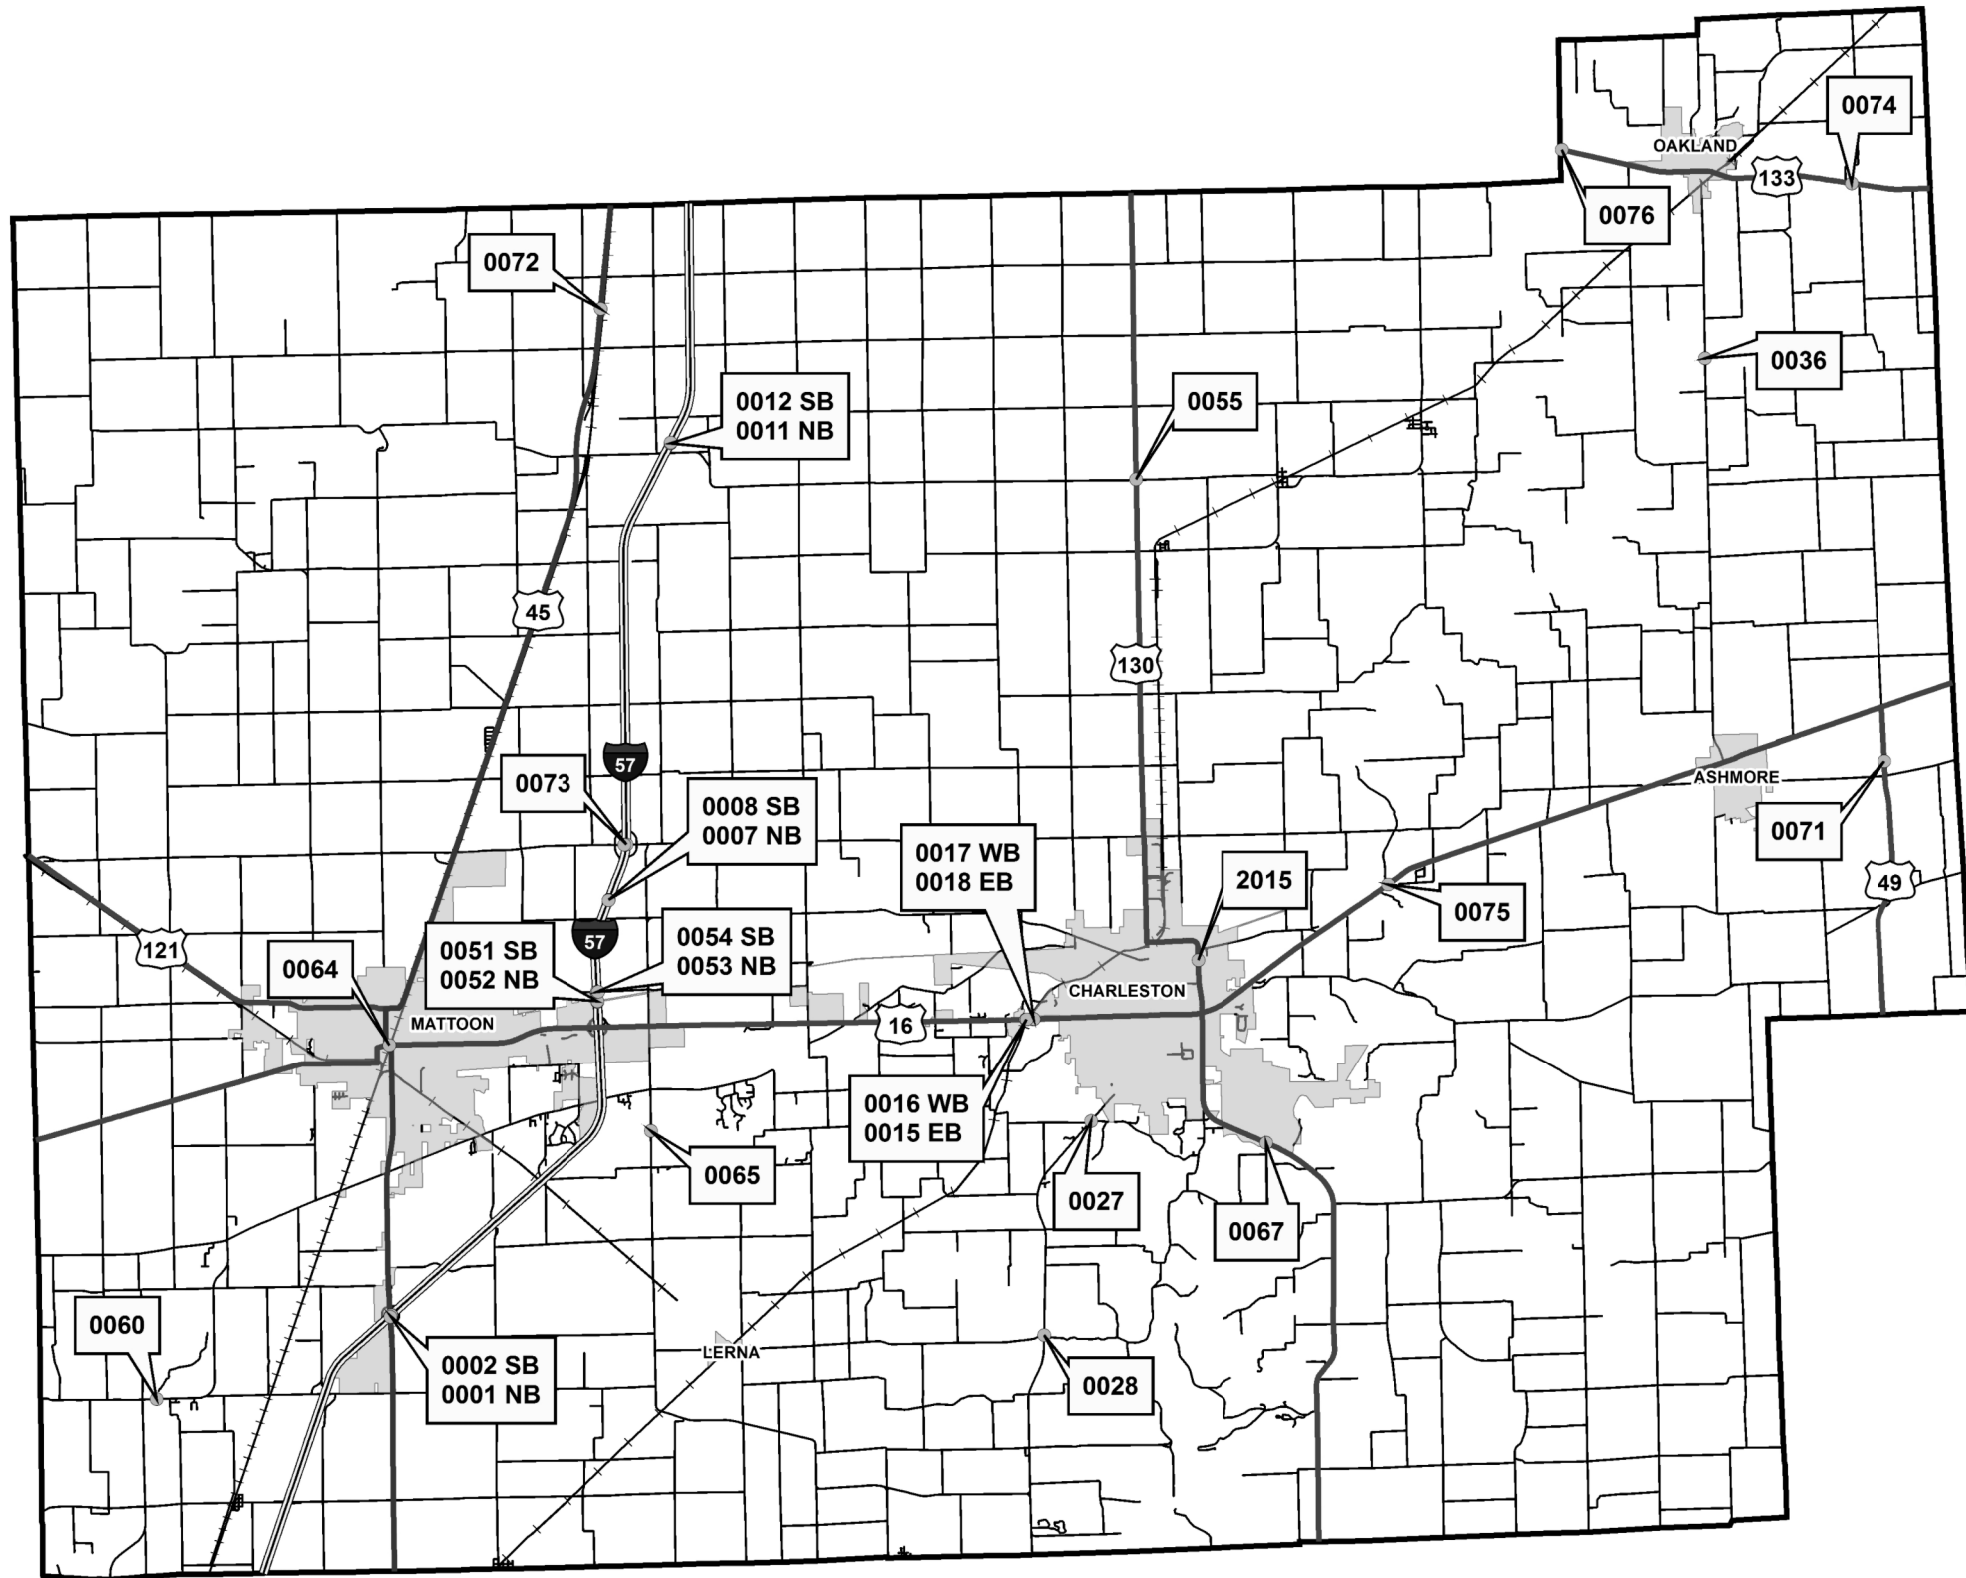 0074
OAKLAND
133
0076
0072
0036
0012 SB
0011 NB
0055
45
130
57
0073
ASHMORE
0008 SB
0007 NB
0071
0017 WB
0018 EB
2015
49
0075
121
57
0051 SB
0052 NB
0054 SB
0053 NB
0064
CHARLESTON
MATTOON
16
0016 WB
0015 EB
0065
0027
0067
0060
LERNA
0002 SB
0001 NB
0028